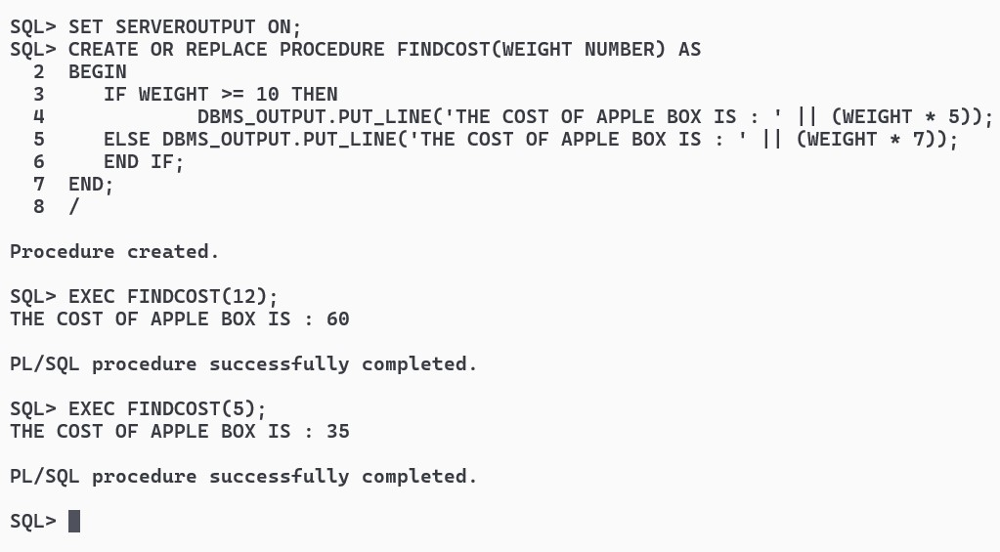 SQL> SET SERVEROUTPUT ON;
SQL> CREATE OR REPLACE PROCEDURE FINDCOST(WEIGHT NUMBER) AS
  2  BEGIN
  3     IF WEIGHT >= 10 THEN
  4             DBMS_OUTPUT.PUT_LINE('THE COST OF APPLE BOX IS : ' || (WEIGHT * 5));
  5     ELSE DBMS_OUTPUT.PUT_LINE('THE COST OF APPLE BOX IS : ' || (WEIGHT * 7));
  6     END IF;
  7  END;
  8  /
Procedure created.
SQL> EXEC FINDCOST(12);
THE COST OF APPLE BOX IS : 60
PL/SQL procedure successfully completed.
SQL> EXEC FINDCOST(5);
THE COST OF APPLE BOX IS : 35
PL/SQL procedure successfully completed.
SQL>